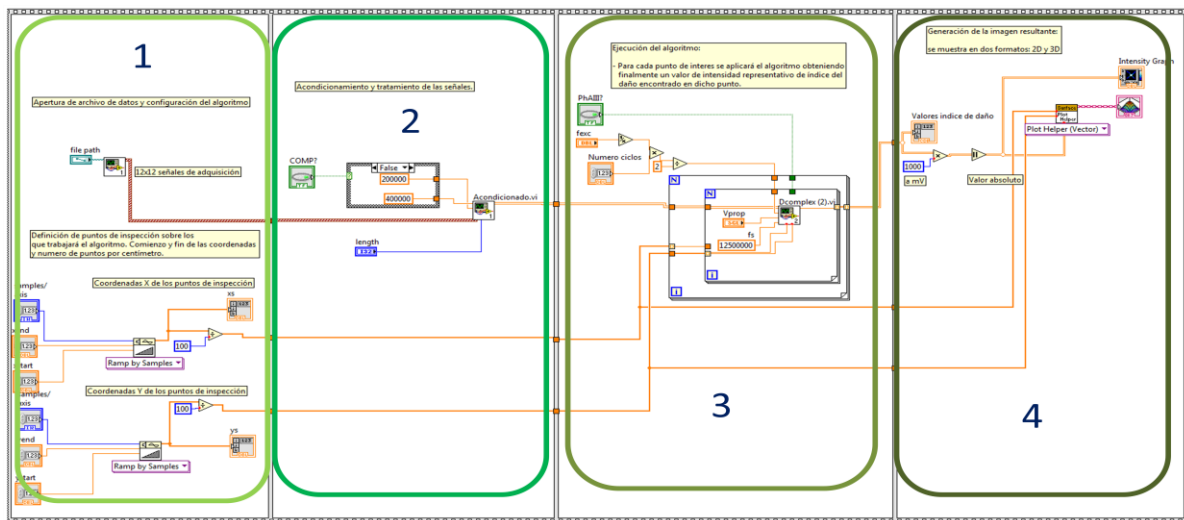 1
Apertura de archivo de datos y configuración del algoritmo
file path
1
12x12 señales de adquisición
Definición de puntos de inspección sobre los
que trabajará el algoritmo. Comienzo y fin de las coordenadas
y numero de puntos por centímetro.
Coordenadas X de los puntos de inspección
xs
100
Ramp by Samples
Coordenadas Y de los puntos de inspección
100
ys
Ramp by Samples
2
Acondicionamiento y tratamiento de las señales.
COMP?
False
200000
400000
Acondicionado.vi
1
length
3
Ejecución del algoritmo:
- Para cada punto de interes se aplicará el algoritmo obteniendo
finalmente un valor de intensidad representativo de indice del
daño encontrado en dicho punto.
PhAIII?
fexc
Numero ciclos
2
N
N
Dcomplex (2).vi
2
Vprop
fs
12500000
i
i
4
Generación de la imagen resultante:
se muestra en dos formatos: 2D y 3D
Intensity Graph
Valores indice de daño
Plot Helper (Vector)
1000
a mV
Valor absoluto